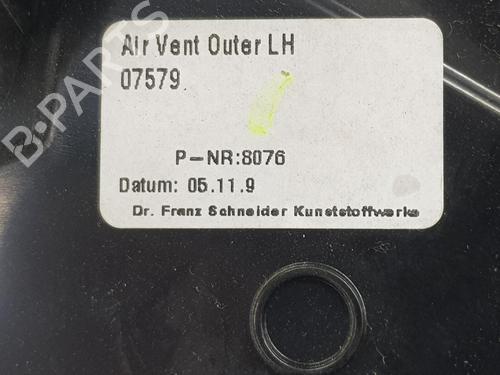 Air Vent Outer LH
07579
P-NR:8076
Datum: 05.11.9
Dr. Franz Schneider Kunststoffwerke
B-PARTS